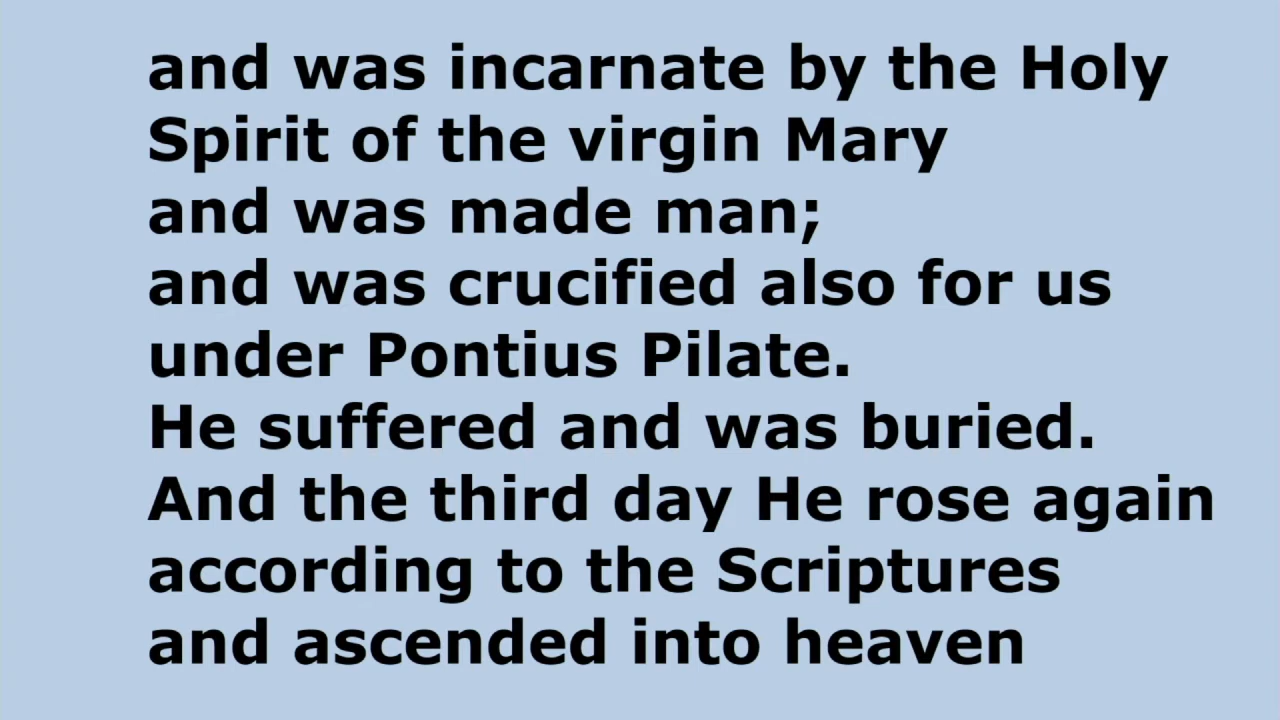 and was incarnate by the Holy
Spirit of the virgin Mary
and was made man;
and was crucified also for us
under Pontius Pilate.
He suffered and was buried.
And the third day He rose again
according to the Scriptures
and ascended into heaven